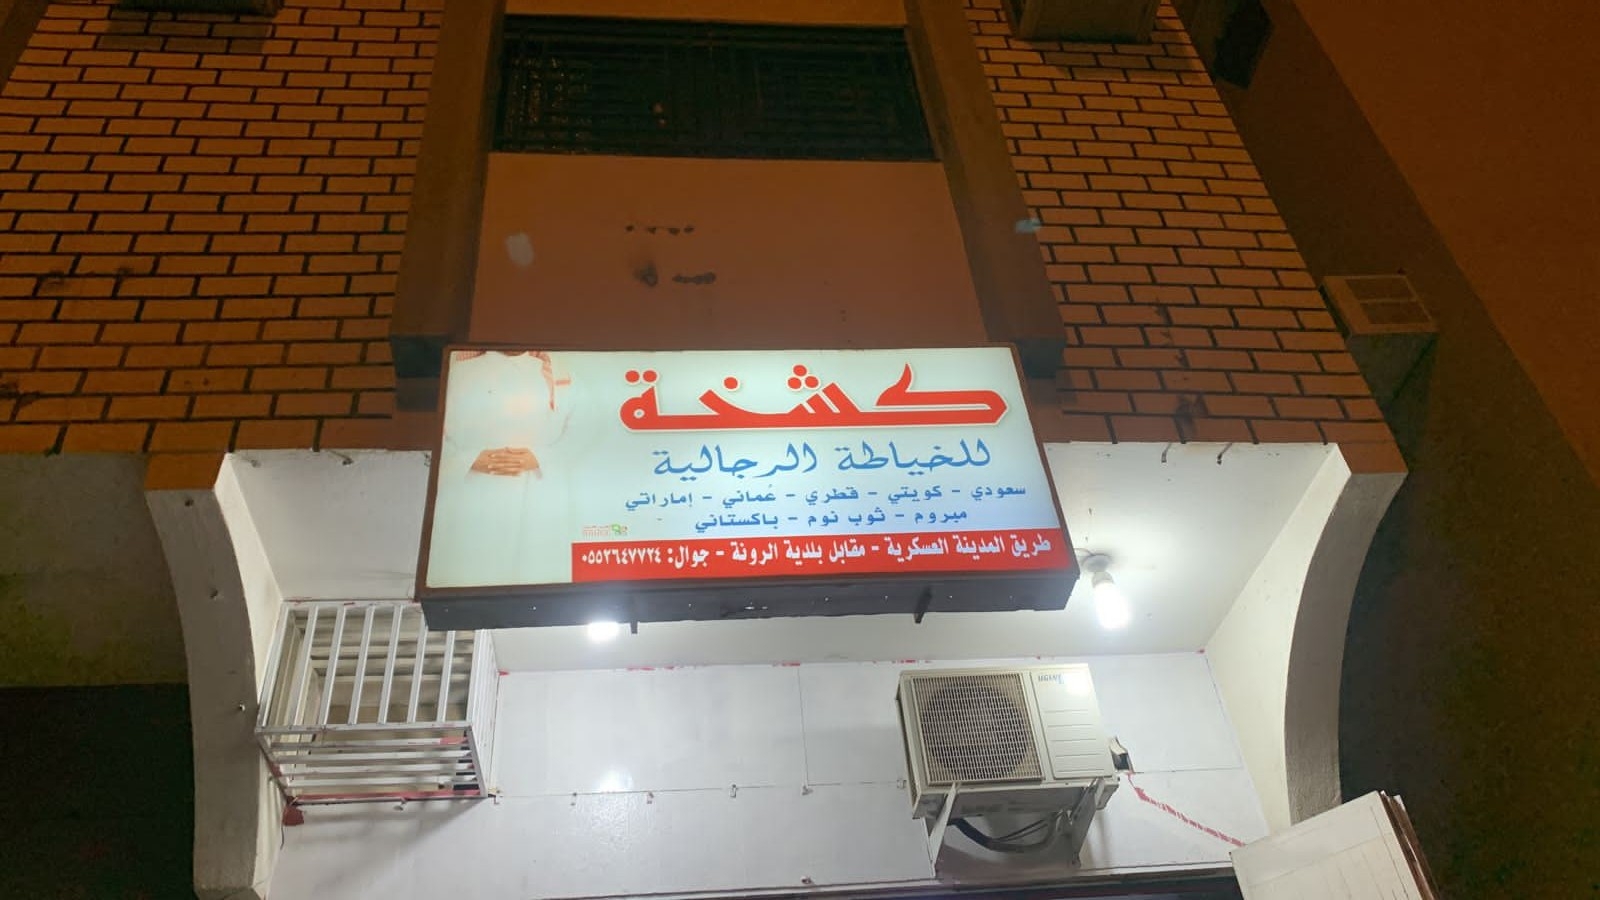 كشخة
للخياطة الرجالية
سعودي - كويتي - قطري - عُماني - إماراتي
مبروم - ثوب نوم - باكستاني
طريق المدينة العسكرية - مقابل بلدية الرونة - جوال: ٠٥٥٢٦٤٧٧٢٤